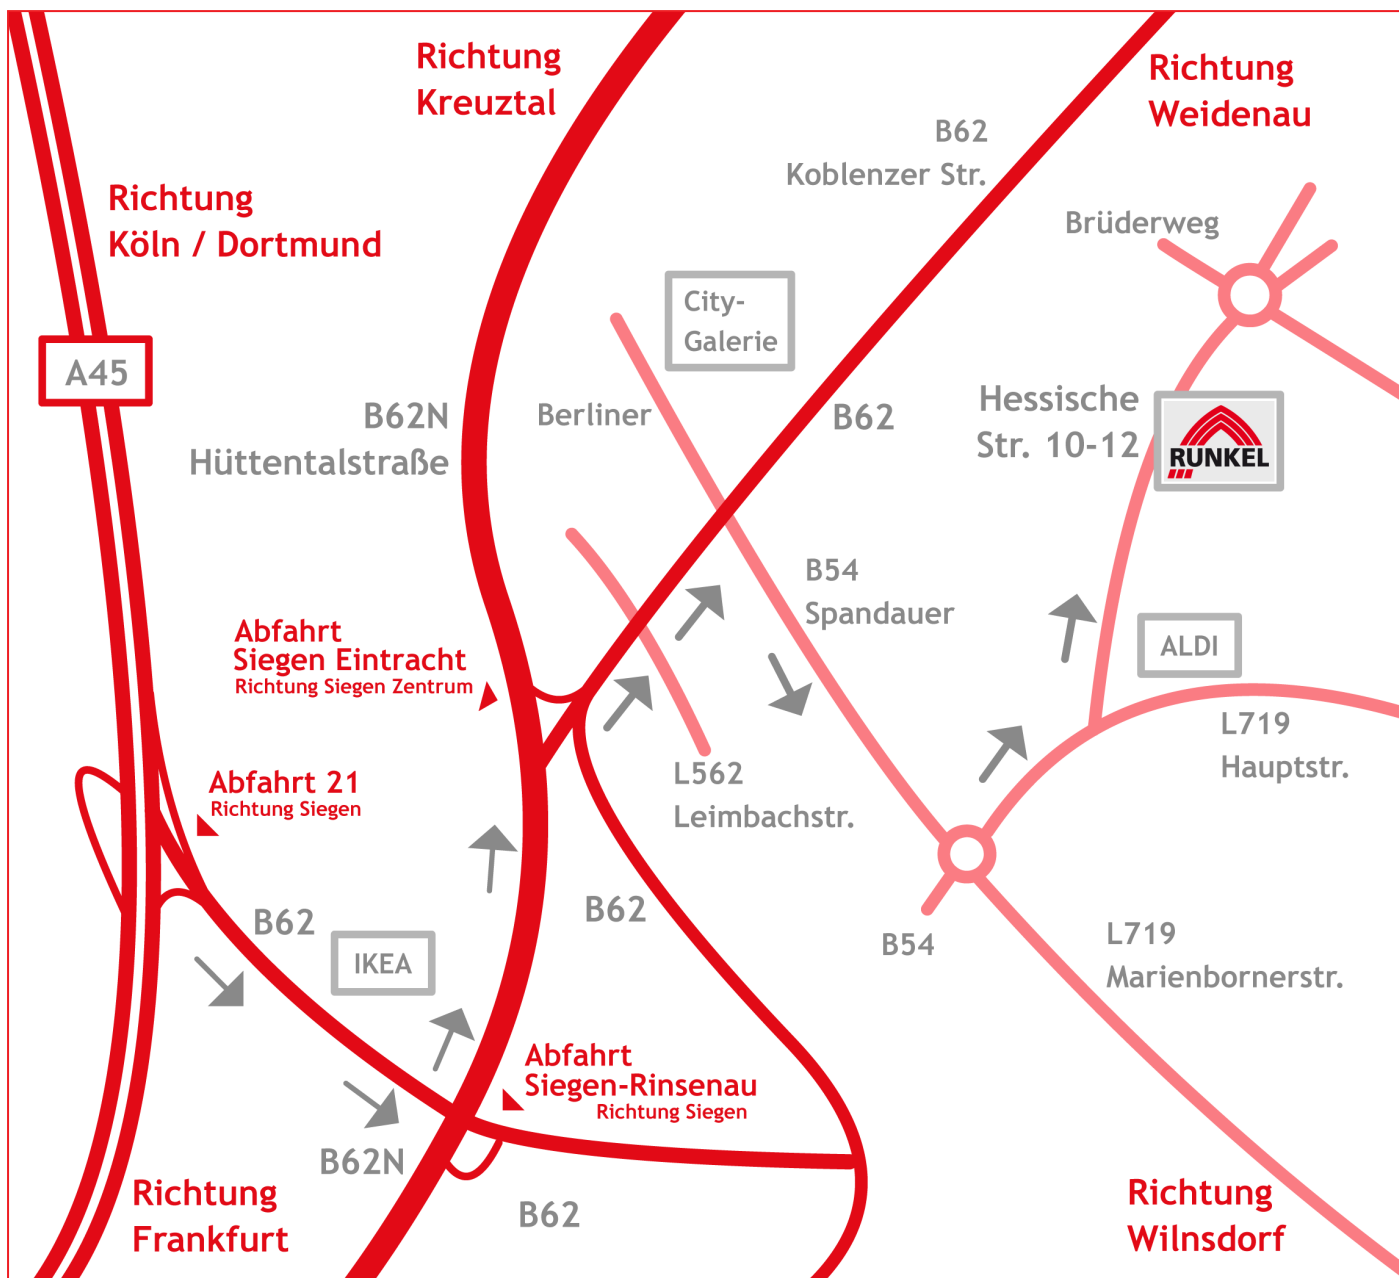 Richtung
Kreuztal
Richtung
Weidenau
B62
Koblenzer Str.
Richtung
Köln / Dortmund
Brüderweg
City-
Galerie
A45
B62N
Hüttentalstraße
Berliner
B62
Hessische
Str. 10-12
RUNKEL
B54
Spandauer
Abfahrt
Siegen Eintracht
Richtung Siegen Zentrum
ALDI
L719
Hauptstr.
Abfahrt 21
Richtung Siegen
L562
Leimbachstr.
B62
IKEA
B62
B54
L719
Marienbornerstr.
Abfahrt
Siegen-Rinsenau
Richtung Siegen
B62N
B62
Richtung
Frankfurt
Richtung
Wilnsdorf